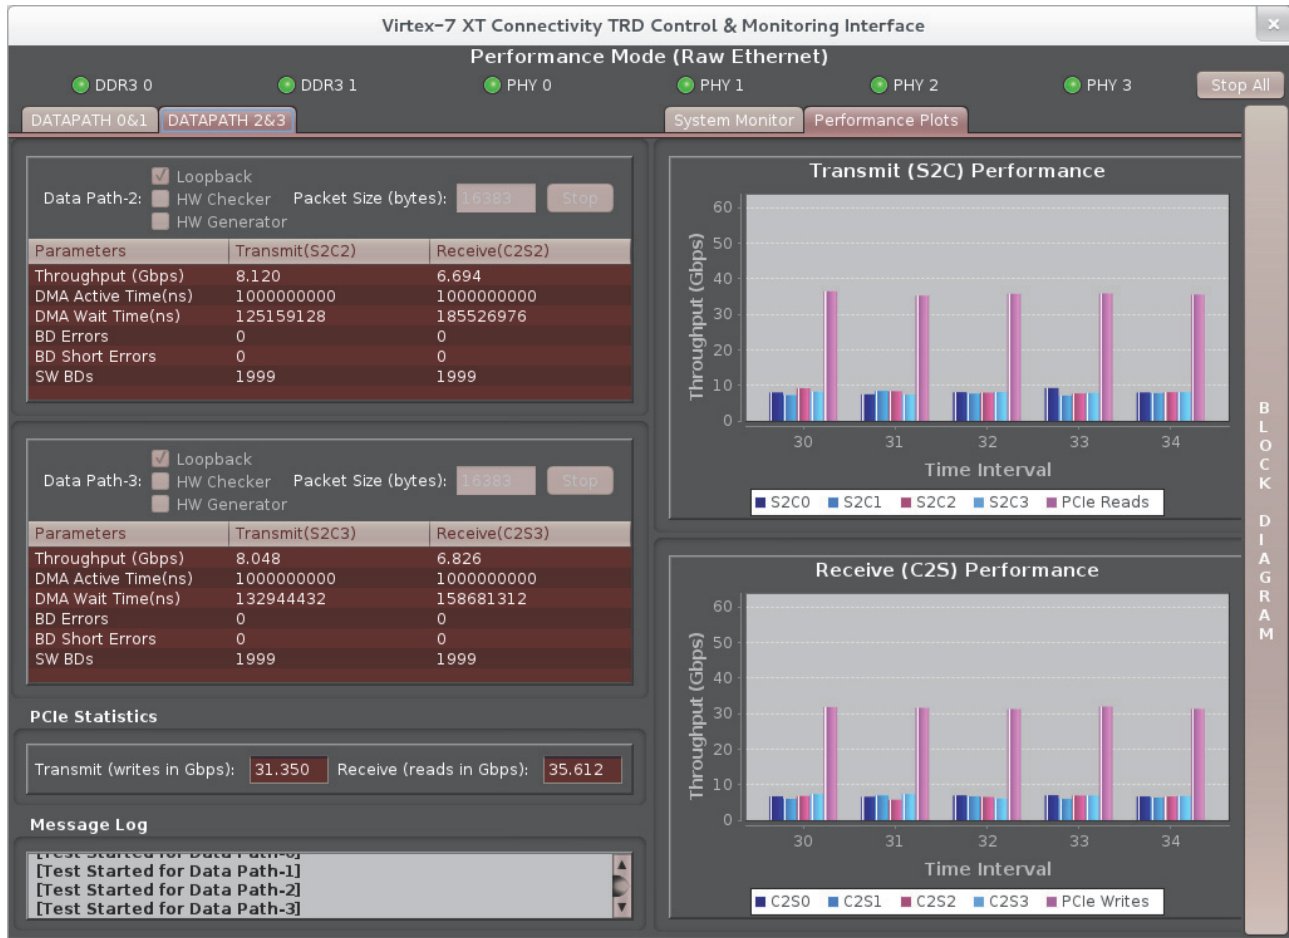 Virtex-7 XT Connectivity TRD Control & Monitoring Interface
Performance Mode (Raw Ethernet)
DDR3 0 DDR3 1 PHY 0 PHY 1 PHY 2 PHY 3 Stop All
DATAPATH 0&1 DATAPATH 2&3
Loopback
Data Path-2: HW Checker Packet Size (bytes): 16383 Stop
HW Generator
Parameters Transmit(S2C2) Receive(C2S2)
Throughput (Gbps) 8.120 6.694
DMA Active Time(ns) 1000000000 1000000000
DMA Wait Time(ns) 125159128 185526976
BD Errors 0 0
BD Short Errors 0 0
SW BDs 1999 1999
Loopback
Data Path-3: HW Checker Packet Size (bytes): 16383 Stop
HW Generator
Parameters Transmit(S2C3) Receive(C2S3)
Throughput (Gbps) 8.048 6.826
DMA Active Time(ns) 1000000000 1000000000
DMA Wait Time(ns) 132944432 158681312
BD Errors 0 0
BD Short Errors 0 0
SW BDs 1999 1999
PCIe Statistics
Transmit (writes in Gbps): 31.350 Receive (reads in Gbps): 35.612
Message Log
[Test Started for Data Path-0]
[Test Started for Data Path-1]
[Test Started for Data Path-2]
[Test Started for Data Path-3]
System Monitor Performance Plots
Transmit (S2C) Performance
Throughput (Gbps)
60
50
40
30
20
10
0
30 31 32 33 34
Time Interval
S2C0 S2C1 S2C2 S2C3 PCIe Reads
Receive (C2S) Performance
Throughput (Gbps)
60
50
40
30
20
10
0
30 31 32 33 34
Time Interval
C2S0 C2S1 C2S2 C2S3 PCIe Writes
BLOCK DIAGRAM